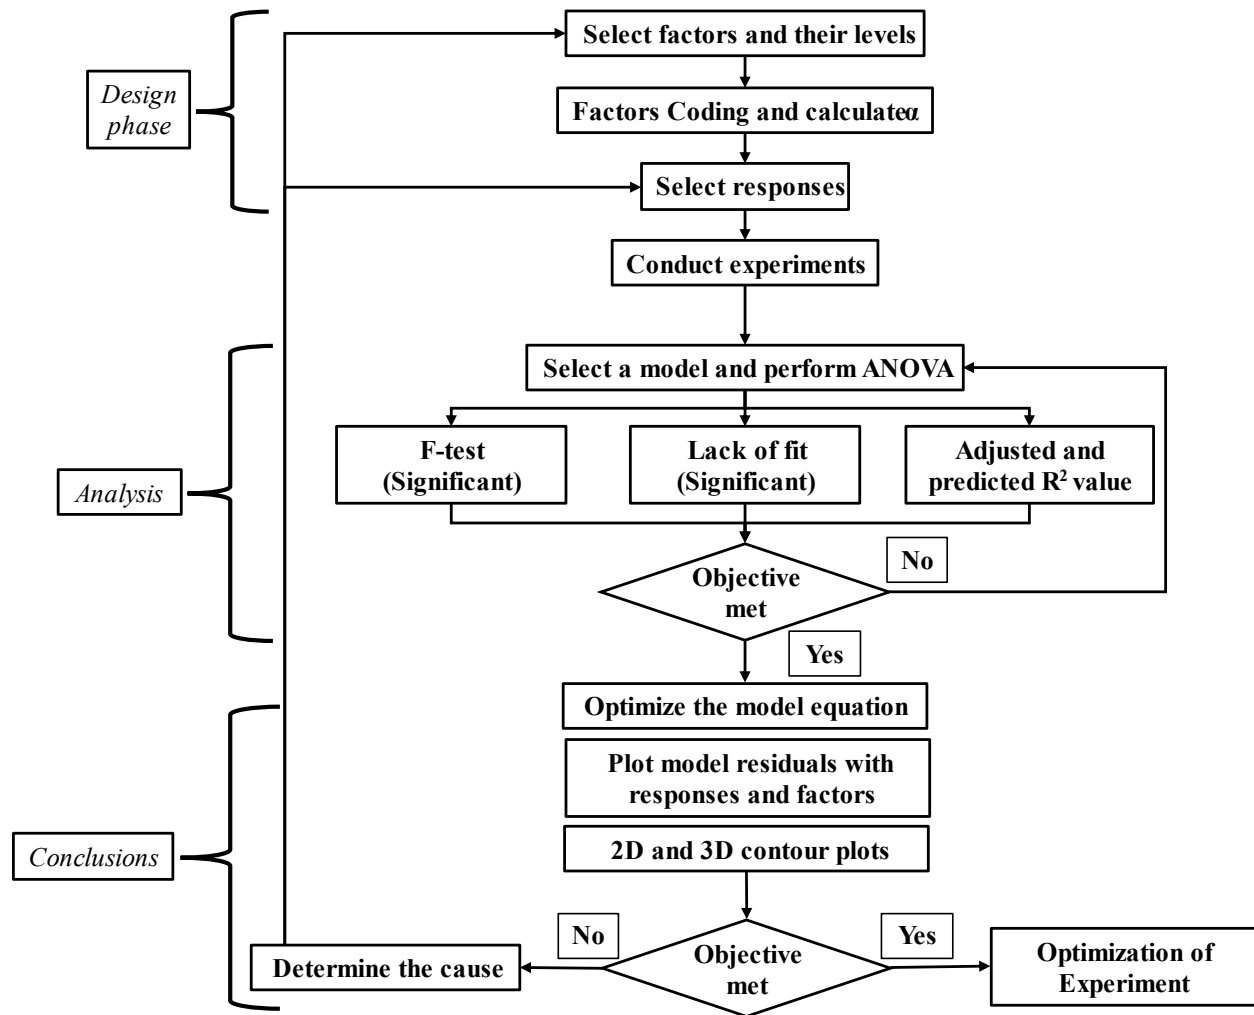 Select factors and their levels
Design
phase
Factors Coding and calculateα
Select responses
Conduct experiments
Select a model and perform ANOVA
F-test
(Significant)
Lack of fit
(Significant)
Adjusted and
predicted R² value
Analysis
Objective
met
No
Yes
Optimize the model equation
Plot model residuals with
responses and factors
2D and 3D contour plots
Conclusions
Objective
met
No
Yes
Determine the cause
Optimization of
Experiment